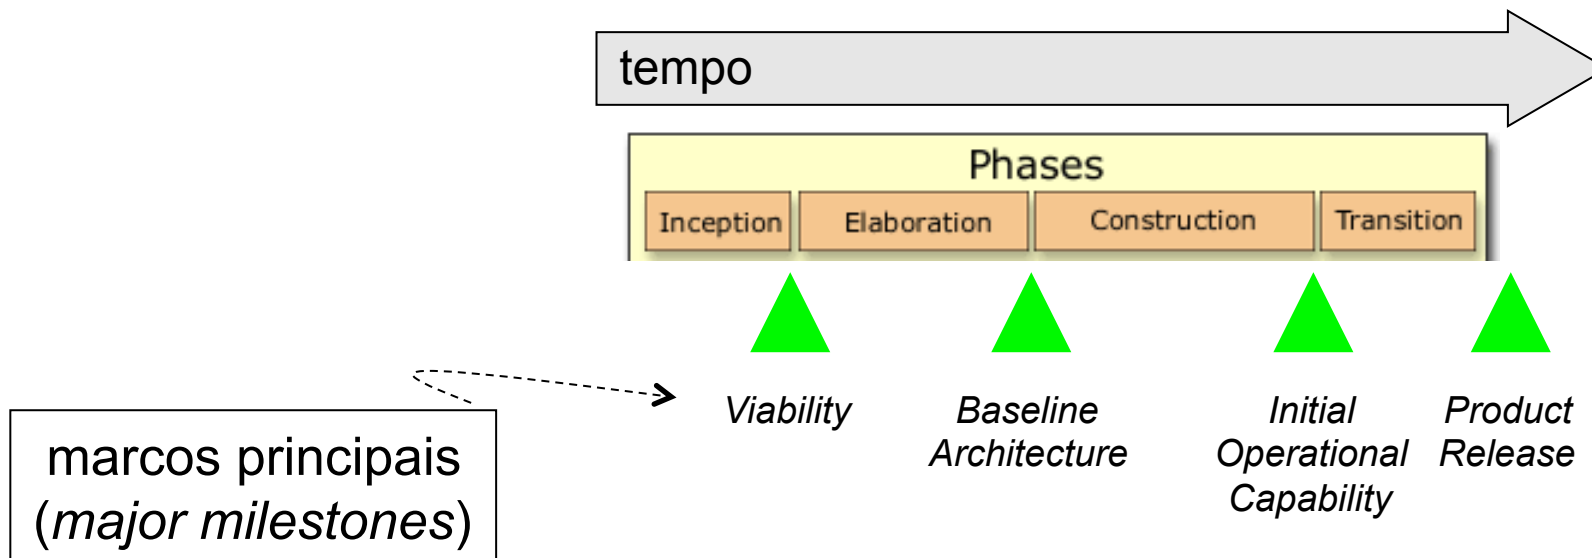 tempo
Phases
Inception
Elaboration
Construction
Transition
Viability
Baseline
Architecture
Initial
Operational
Capability
Product
Release
marcos principais
(major milestones)